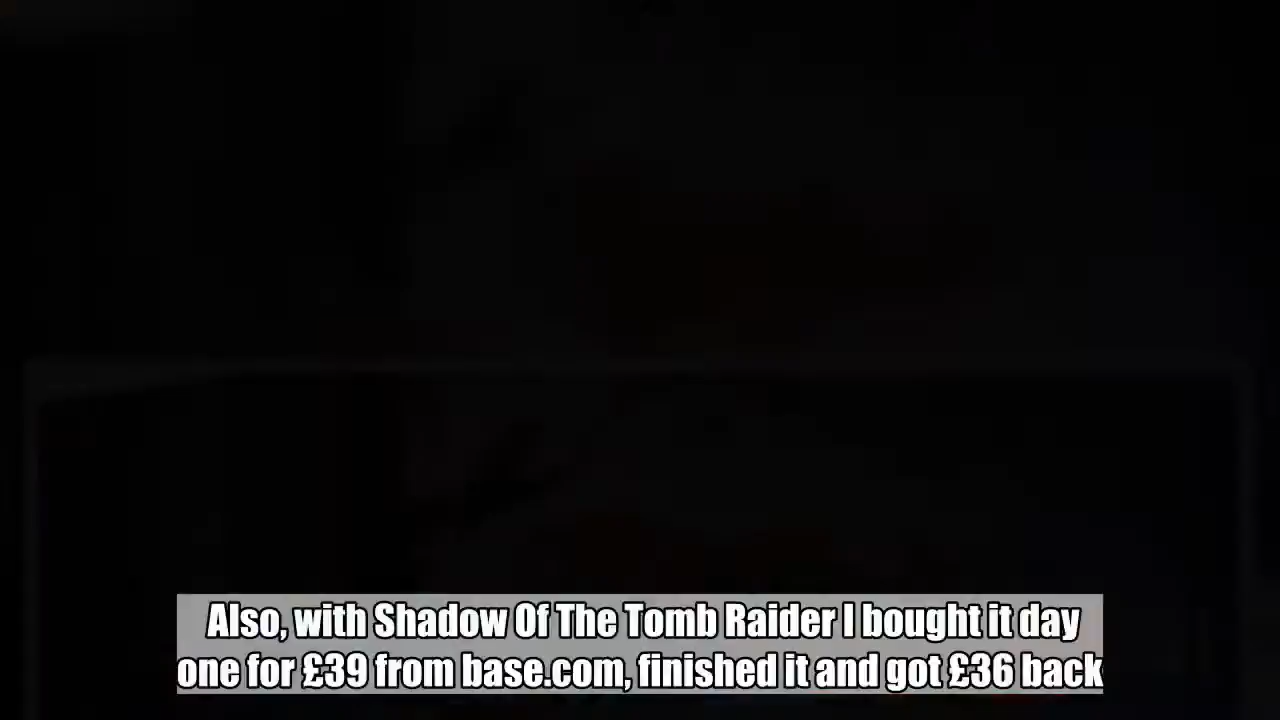 Also, with Shadow Of The Tomb Raider I bought it day
one for £39 from base.com, finished it and got £36 back